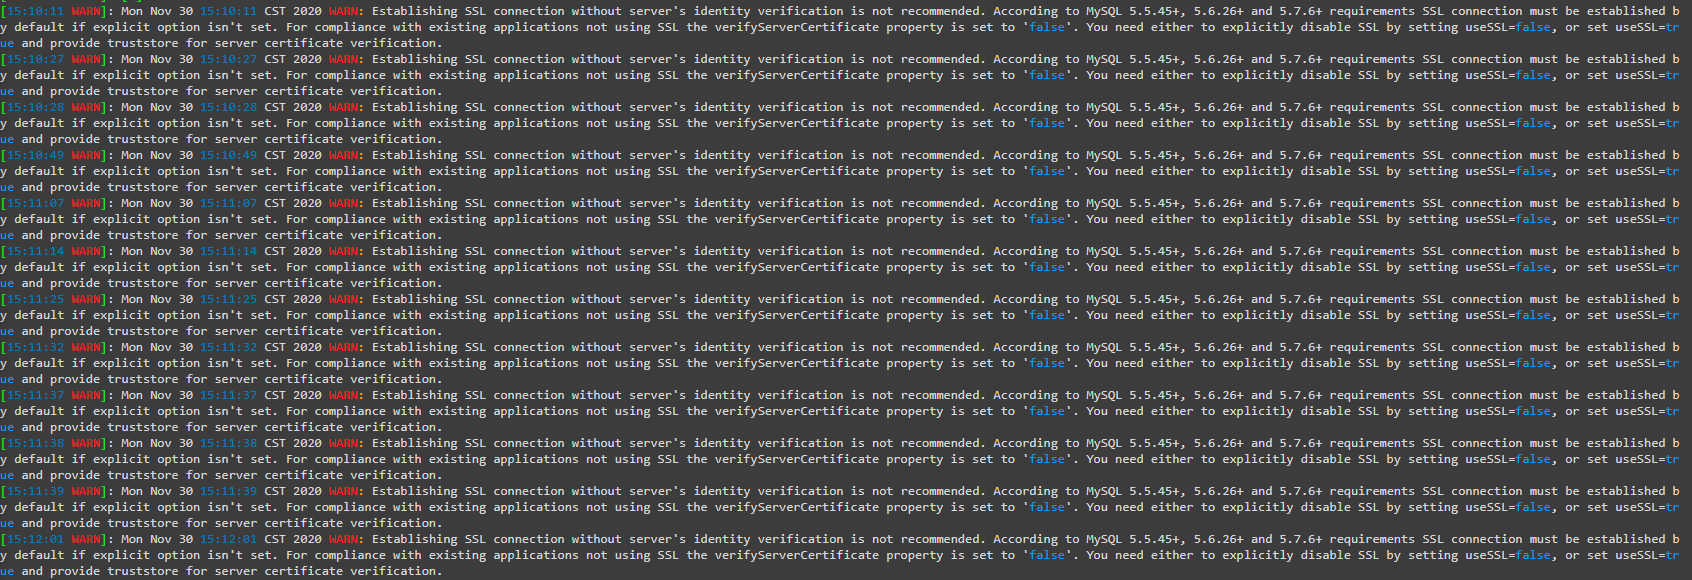 [15:10:11 WARN]: Mon Nov 30 15:10:11 CST 2020 WARN: Establishing SSL connection without server's identity verification is not recommended. According to MySQL 5.5.45+, 5.6.26+ and 5.7.6+ requirements SSL connection must be established b
y default if explicit option isn't set. For compliance with existing applications not using SSL the verifyServerCertificate property is set to 'false'. You need either to explicitly disable SSL by setting useSSL=false, or set useSSL=tr
ue and provide truststore for server certificate verification.
[15:10:27 WARN]: Mon Nov 30 15:10:27 CST 2020 WARN: Establishing SSL connection without server's identity verification is not recommended. According to MySQL 5.5.45+, 5.6.26+ and 5.7.6+ requirements SSL connection must be established b
y default if explicit option isn't set. For compliance with existing applications not using SSL the verifyServerCertificate property is set to 'false'. You need either to explicitly disable SSL by setting useSSL=false, or set useSSL=tr
ue and provide truststore for server certificate verification.
[15:10:28 WARN]: Mon Nov 30 15:10:28 CST 2020 WARN: Establishing SSL connection without server's identity verification is not recommended. According to MySQL 5.5.45+, 5.6.26+ and 5.7.6+ requirements SSL connection must be established b
y default if explicit option isn't set. For compliance with existing applications not using SSL the verifyServerCertificate property is set to 'false'. You need either to explicitly disable SSL by setting useSSL=false, or set useSSL=tr
ue and provide truststore for server certificate verification.
[15:10:49 WARN]: Mon Nov 30 15:10:49 CST 2020 WARN: Establishing SSL connection without server's identity verification is not recommended. According to MySQL 5.5.45+, 5.6.26+ and 5.7.6+ requirements SSL connection must be established b
y default if explicit option isn't set. For compliance with existing applications not using SSL the verifyServerCertificate property is set to 'false'. You need either to explicitly disable SSL by setting useSSL=false, or set useSSL=tr
ue and provide truststore for server certificate verification.
[15:11:07 WARN]: Mon Nov 30 15:11:07 CST 2020 WARN: Establishing SSL connection without server's identity verification is not recommended. According to MySQL 5.5.45+, 5.6.26+ and 5.7.6+ requirements SSL connection must be established b
y default if explicit option isn't set. For compliance with existing applications not using SSL the verifyServerCertificate property is set to 'false'. You need either to explicitly disable SSL by setting useSSL=false, or set useSSL=tr
ue and provide truststore for server certificate verification.
[15:11:14 WARN]: Mon Nov 30 15:11:14 CST 2020 WARN: Establishing SSL connection without server's identity verification is not recommended. According to MySQL 5.5.45+, 5.6.26+ and 5.7.6+ requirements SSL connection must be established b
y default if explicit option isn't set. For compliance with existing applications not using SSL the verifyServerCertificate property is set to 'false'. You need either to explicitly disable SSL by setting useSSL=false, or set useSSL=tr
ue and provide truststore for server certificate verification.
[15:11:25 WARN]: Mon Nov 30 15:11:25 CST 2020 WARN: Establishing SSL connection without server's identity verification is not recommended. According to MySQL 5.5.45+, 5.6.26+ and 5.7.6+ requirements SSL connection must be established b
y default if explicit option isn't set. For compliance with existing applications not using SSL the verifyServerCertificate property is set to 'false'. You need either to explicitly disable SSL by setting useSSL=false, or set useSSL=tr
ue and provide truststore for server certificate verification.
[15:11:32 WARN]: Mon Nov 30 15:11:32 CST 2020 WARN: Establishing SSL connection without server's identity verification is not recommended. According to MySQL 5.5.45+, 5.6.26+ and 5.7.6+ requirements SSL connection must be established b
y default if explicit option isn't set. For compliance with existing applications not using SSL the verifyServerCertificate property is set to 'false'. You need either to explicitly disable SSL by setting useSSL=false, or set useSSL=tr
ue and provide truststore for server certificate verification.
[15:11:37 WARN]: Mon Nov 30 15:11:37 CST 2020 WARN: Establishing SSL connection without server's identity verification is not recommended. According to MySQL 5.5.45+, 5.6.26+ and 5.7.6+ requirements SSL connection must be established b
y default if explicit option isn't set. For compliance with existing applications not using SSL the verifyServerCertificate property is set to 'false'. You need either to explicitly disable SSL by setting useSSL=false, or set useSSL=tr
ue and provide truststore for server certificate verification.
[15:11:38 WARN]: Mon Nov 30 15:11:38 CST 2020 WARN: Establishing SSL connection without server's identity verification is not recommended. According to MySQL 5.5.45+, 5.6.26+ and 5.7.6+ requirements SSL connection must be established b
y default if explicit option isn't set. For compliance with existing applications not using SSL the verifyServerCertificate property is set to 'false'. You need either to explicitly disable SSL by setting useSSL=false, or set useSSL=tr
ue and provide truststore for server certificate verification.
[15:11:39 WARN]: Mon Nov 30 15:11:39 CST 2020 WARN: Establishing SSL connection without server's identity verification is not recommended. According to MySQL 5.5.45+, 5.6.26+ and 5.7.6+ requirements SSL connection must be established b
y default if explicit option isn't set. For compliance with existing applications not using SSL the verifyServerCertificate property is set to 'false'. You need either to explicitly disable SSL by setting useSSL=false, or set useSSL=tr
ue and provide truststore for server certificate verification.
[15:12:01 WARN]: Mon Nov 30 15:12:01 CST 2020 WARN: Establishing SSL connection without server's identity verification is not recommended. According to MySQL 5.5.45+, 5.6.26+ and 5.7.6+ requirements SSL connection must be established b
y default if explicit option isn't set. For compliance with existing applications not using SSL the verifyServerCertificate property is set to 'false'. You need either to explicitly disable SSL by setting useSSL=false, or set useSSL=tr
ue and provide truststore for server certificate verification.